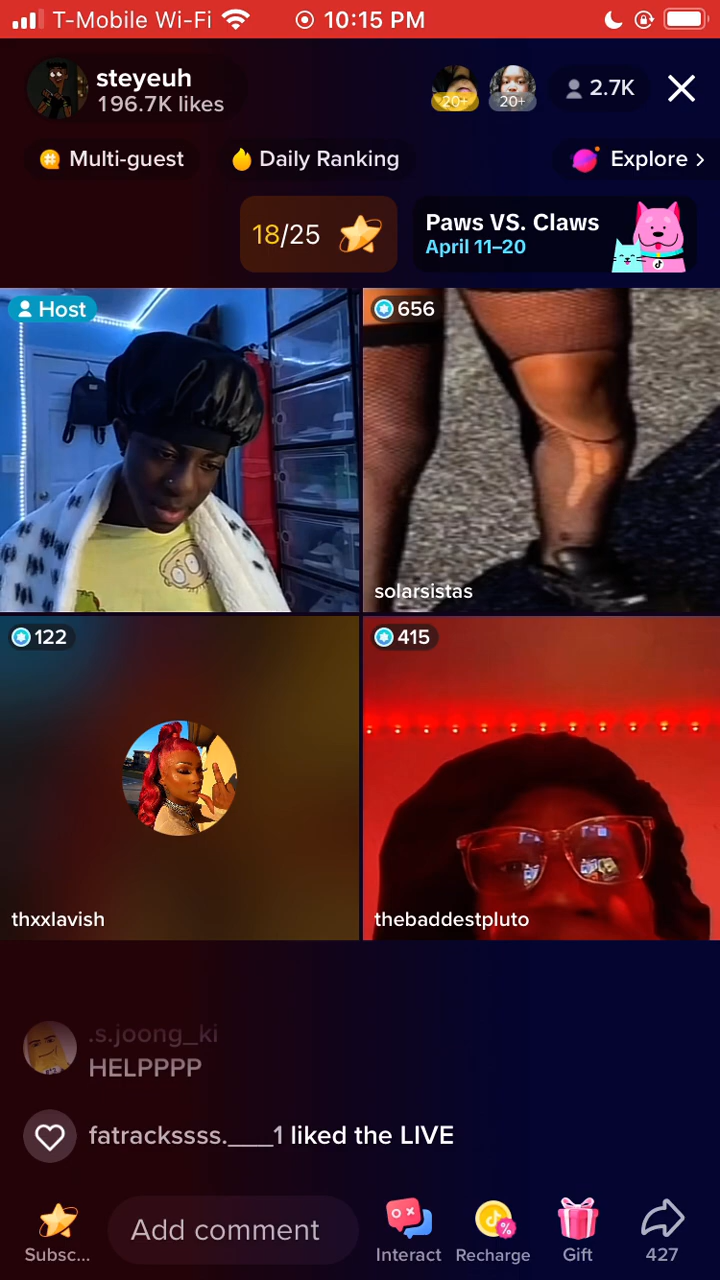 T-Mobile Wi-Fi 10:15 PM
steyeuh
196.7K likes
20+ 20+
2.7K
Multi-guest
Daily Ranking
Explore >
18/25
Paws VS. Claws
April 11–20
Host
656
solarsistas
122
415
thxxlavish
thebaddestpluto
.s.joong_ki
HELPPPP
fatrackssss.___1 liked the LIVE
Add comment
Subsc...
Interact
Recharge
Gift
427